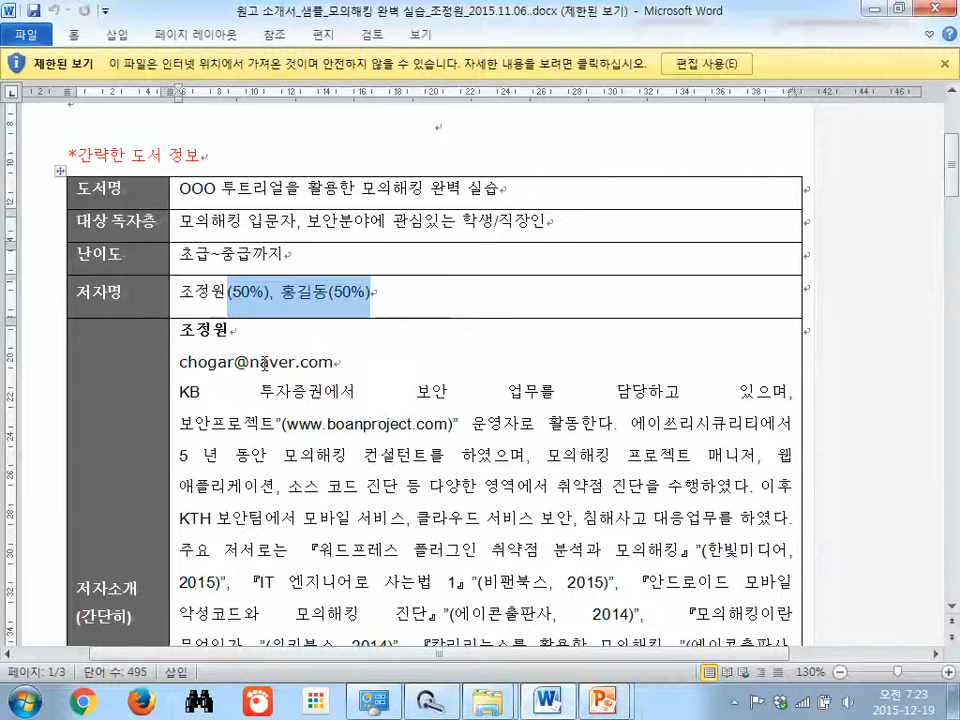 원고 소개서_샘플_모의해킹 완벽 실습_조정원_2015.11.06..docx (제한된 보기) - Microsoft Word
파일 홈 삽입 페이지 레이아웃 참조 편지 검토 보기
제한된 보기 이 파일은 인터넷 위치에서 가져온 것이며 안전하지 않을 수 있습니다. 자세한 내용을 보려면 클릭하십시오. 편집 사용(E)
*간략한 도서 정보
도서명 OOO 투트리얼을 활용한 모의해킹 완벽 실습
대상 독자층 모의해킹 입문자, 보안분야에 관심있는 학생/직장인
난이도 초급~중급까지
저자명 조정원(50%), 홍길동(50%)
조정원
chogar@naver.com
KB 투자증권에서 보안 업무를 담당하고 있으며,
보안프로젝트"(www.boanproject.com)" 운영자로 활동한다. 에이쓰리시큐리티에서
5 년 동안 모의해킹 컨설턴트를 하였으며, 모의해킹 프로젝트 매니저, 웹
애플리케이션, 소스 코드 진단 등 다양한 영역에서 취약점 진단을 수행하였다. 이후
KTH 보안팀에서 모바일 서비스, 클라우드 서비스 보안, 침해사고 대응업무를 하였다.
주요 저서로는 『워드프레스 플러그인 취약점 분석과 모의해킹』"(한빛미디어,
2015)", 『IT 엔지니어로 사는법 1』"(비팬북스, 2015)", 『안드로이드 모바일
저자소개
악성코드와 모의해킹 진단』"(에이콘출판사, 2014)", 『모의해킹이란
(간단히)
페이지: 1/3 단어 수: 495 삽입 130%
오전 7:23
2015-12-19